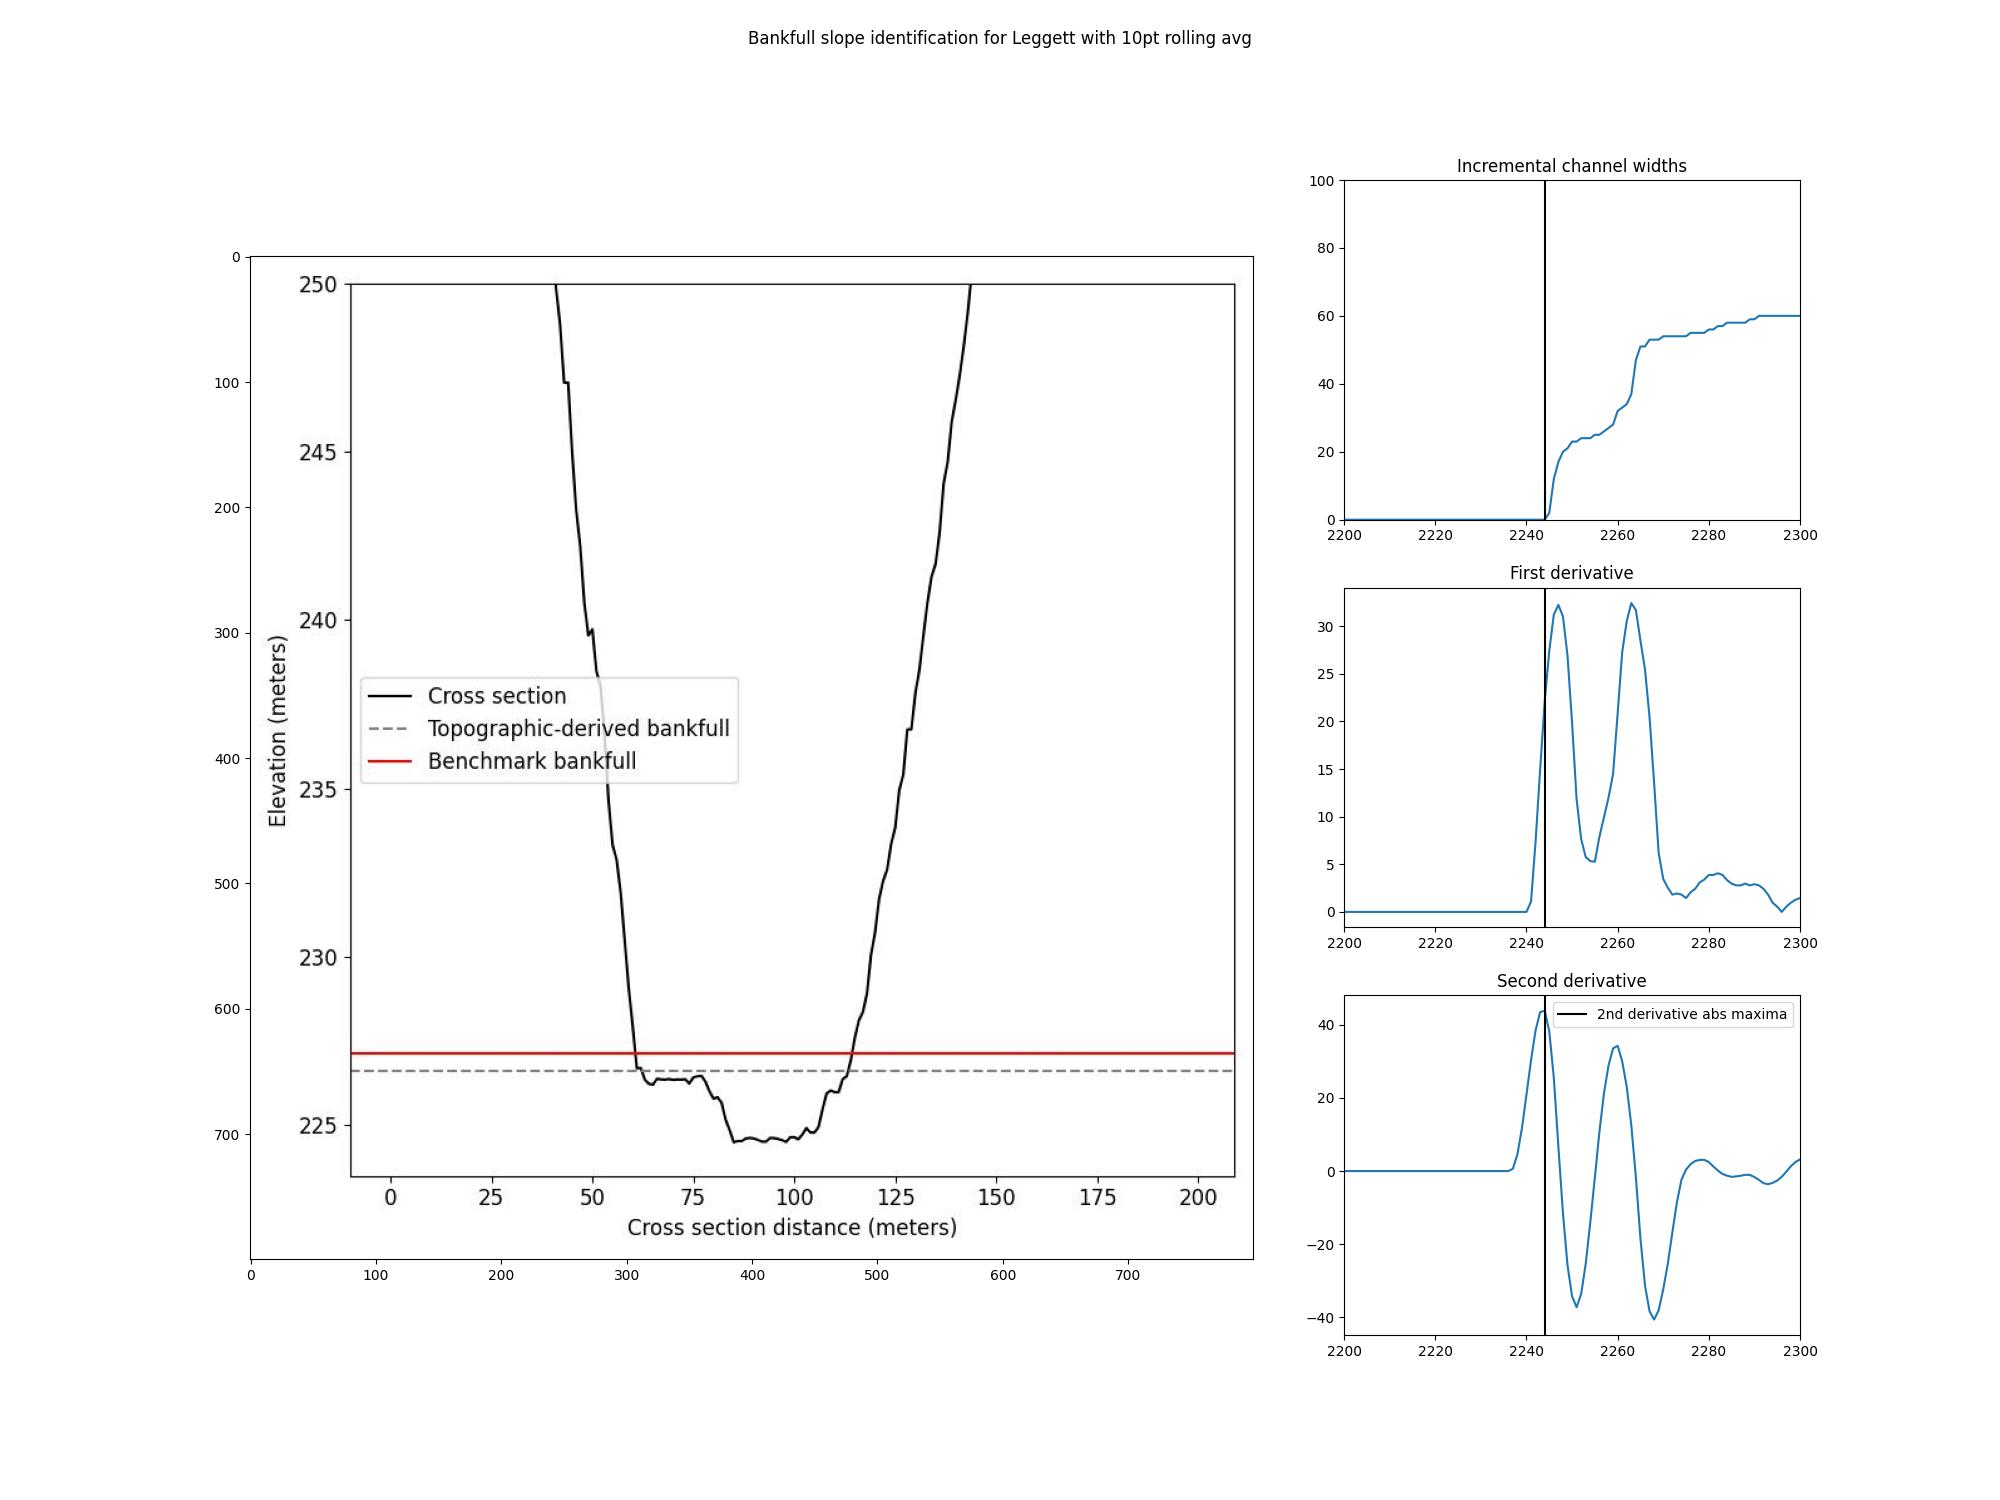 Bankfull slope identification for Leggett with 10pt rolling avg
0
100
200
300
400
500
600
700
0 100 200 300 400 500 600 700
250
245
240
235
230
225
Elevation (meters)
Cross section
Topographic-derived bankfull
Benchmark bankfull
0 25 50 75 100 125 150 175 200
Cross section distance (meters)
Incremental channel widths
100
80
60
40
20
0
2200 2220 2240 2260 2280 2300
First derivative
30
25
20
15
10
5
0
2200 2220 2240 2260 2280 2300
Second derivative
2nd derivative abs maxima
40
20
0
−20
−40
2200 2220 2240 2260 2280 2300